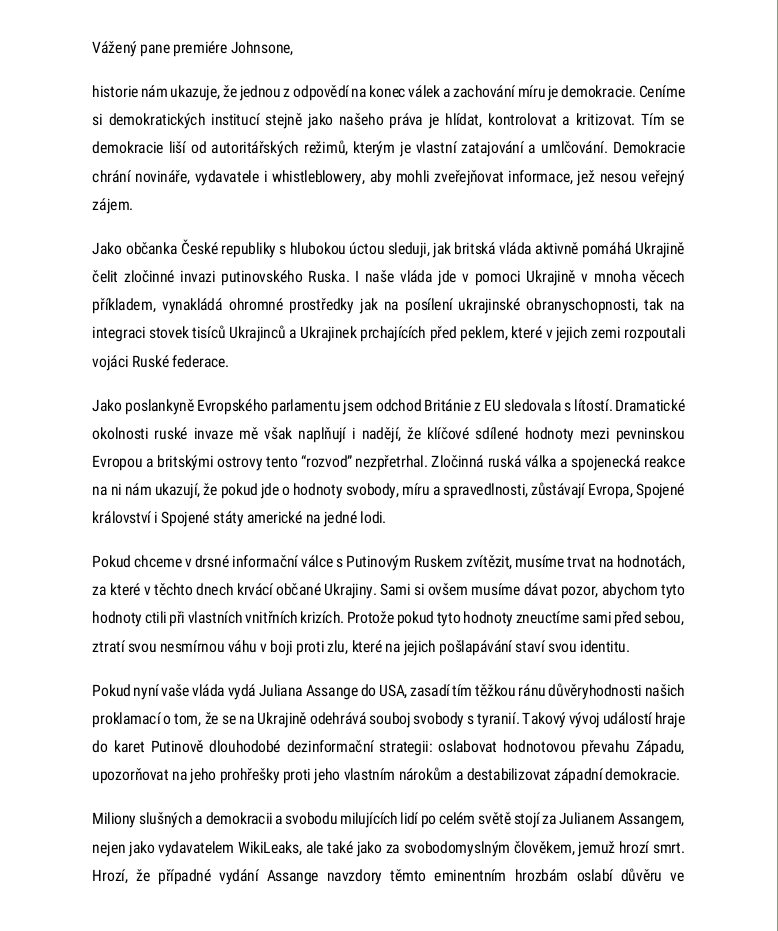 Vážený pane premiére Johnsone,
historie nám ukazuje, že jednou z odpovědí na konec válek a zachování míru je demokracie. Ceníme
si demokratických institucí stejně jako našeho práva je hlídat, kontrolovat a kritizovat. Tím se
demokracie liší od autoritářských režimů, kterým je vlastní zatajování a umlčování. Demokracie
chrání novináře, vydavatele i whistleblowery, aby mohli zveřejňovat informace, jež nesou veřejný
zájem.
Jako občanka České republiky s hlubokou úctou sleduji, jak britská vláda aktivně pomáhá Ukrajině
čelit zločinné invazi putinovského Ruska. I naše vláda jde v pomoci Ukrajině v mnoha věcech
příkladem, vynakládá ohromné prostředky jak na posílení ukrajinské obranyschopnosti, tak na
integraci stovek tisíců Ukrajinců a Ukrajinek prchajících před peklem, které v jejich zemi rozpoutali
vojáci Ruské federace.
Jako poslankyně Evropského parlamentu jsem odchod Británie z EU sledovala s lítostí. Dramatické
okolnosti ruské invaze mě však naplňují i nadějí, že klíčové sdílené hodnoty mezi pevninskou
Evropou a britskými ostrovy tento “rozvod” nezpřetrhal. Zločinná ruská válka a spojenecká reakce
na ni nám ukazují, že pokud jde o hodnoty svobody, míru a spravedlnosti, zůstávají Evropa, Spojené
království i Spojené státy americké na jedné lodi.
Pokud chceme v drsné informační válce s Putinovým Ruskem zvítězit, musíme trvat na hodnotách,
za které v těchto dnech krvácí občané Ukrajiny. Sami si ovšem musíme dávat pozor, abychom tyto
hodnoty ctili při vlastních vnitřních krizích. Protože pokud tyto hodnoty zneuctíme sami před sebou,
ztratí svou nesmírnou váhu v boji proti zlu, které na jejich pošlapávání staví svou identitu.
Pokud nyní vaše vláda vydá Juliana Assange do USA, zasadí tím těžkou ránu důvěryhodnosti našich
proklamací o tom, že se na Ukrajině odehrává souboj svobody s tyranií. Takový vývoj událostí hraje
do karet Putinově dlouhodobé dezinformační strategii: oslabovat hodnotovou převahu Západu,
upozorňovat na jeho prohřešky proti jeho vlastním nárokům a destabilizovat západní demokracie.
Miliony slušných a demokracii a svobodu milujících lidí po celém světě stojí za Julianem Assangem,
nejen jako vydavatelem WikiLeaks, ale také jako za svobodomyslným člověkem, jemuž hrozí smrt.
Hrozí, že případné vydání Assange navzdory těmto eminentním hrozbám oslabí důvěru ve